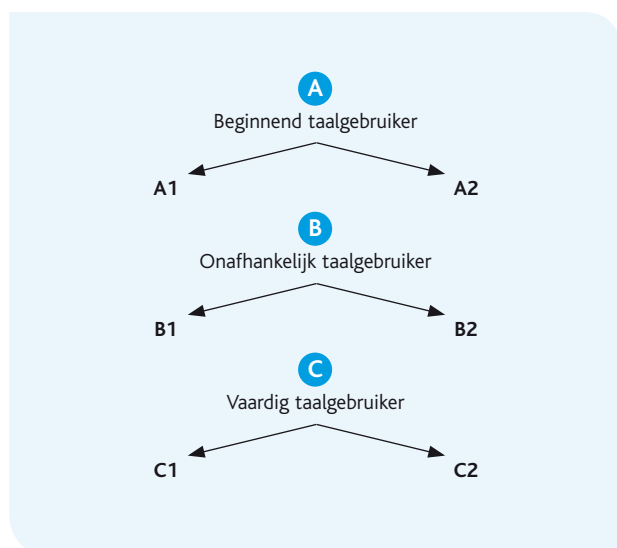 A
Beginnend taalgebruiker
A1 A2
B
Onafhankelijk taalgebruiker
B1 B2
C
Vaardig taalgebruiker
C1 C2